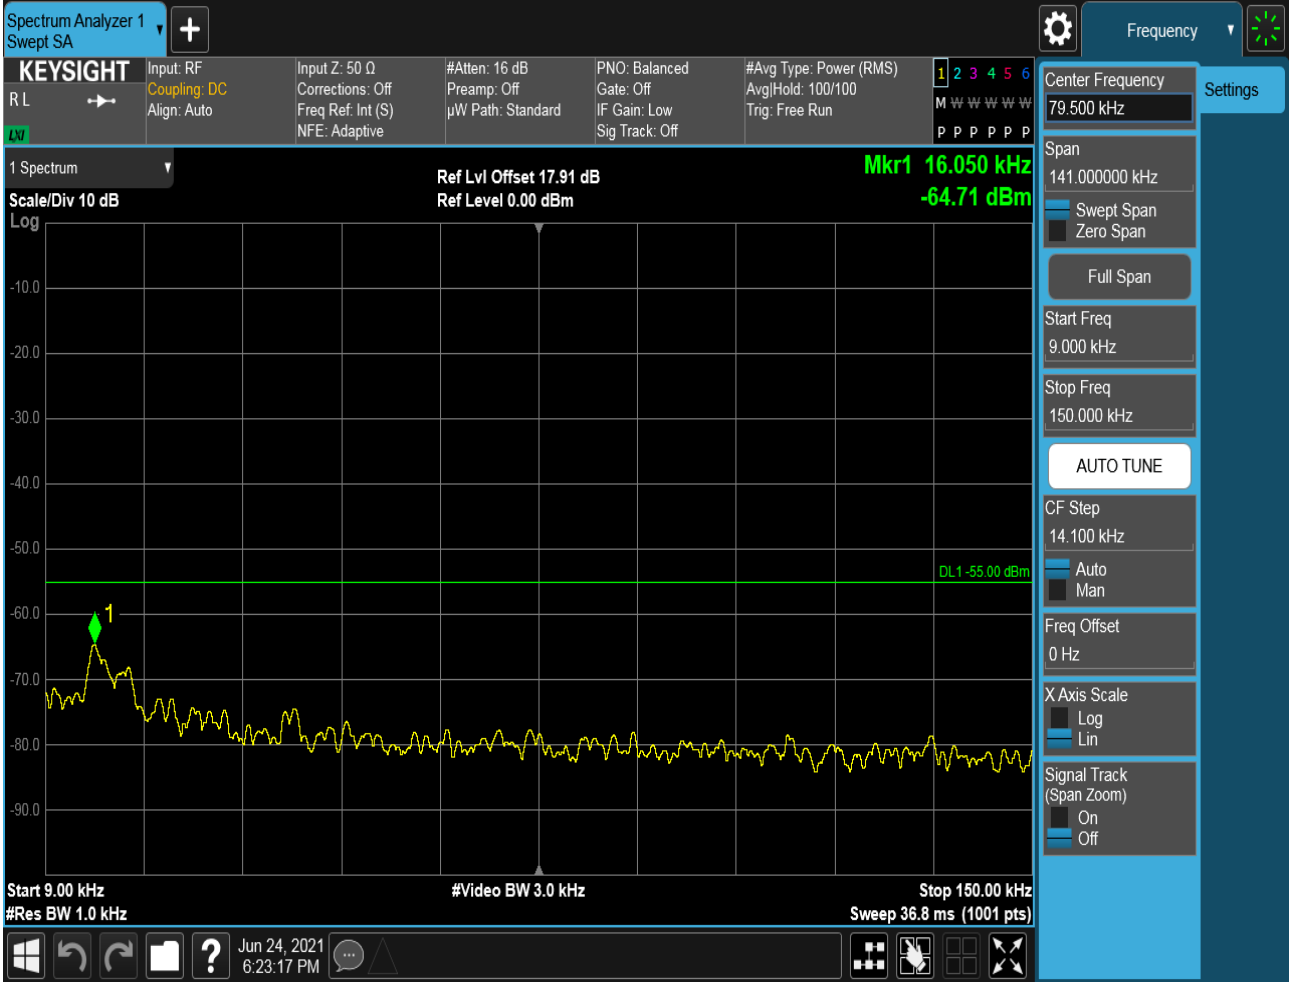 Spectrum Analyzer 1
Swept SA
Frequency
KEYSIGHT
R L
LXI
Input: RF
Coupling: DC
Align: Auto
Input Z: 50 Ω
Corrections: Off
Freq Ref: Int (S)
NFE: Adaptive
#Atten: 16 dB
Preamp: Off
µW Path: Standard
PNO: Balanced
Gate: Off
IF Gain: Low
Sig Track: Off
#Avg Type: Power (RMS)
Avg|Hold: 100/100
Trig: Free Run
1 2 3 4 5 6
M W W W W W
P P P P P P
1 Spectrum
Scale/Div 10 dB
Log
Ref Lvl Offset 17.91 dB
Ref Level 0.00 dBm
Mkr1 16.050 kHz
-64.71 dBm
-10.0
-20.0
-30.0
-40.0
-50.0
DL1 -55.00 dBm
-60.0
1
-70.0
-80.0
-90.0
Start 9.00 kHz
#Video BW 3.0 kHz
Stop 150.00 kHz
#Res BW 1.0 kHz
Sweep 36.8 ms (1001 pts)
Center Frequency
79.500 kHz
Settings
Span
141.000000 kHz
Swept Span
Zero Span
Full Span
Start Freq
9.000 kHz
Stop Freq
150.000 kHz
AUTO TUNE
CF Step
14.100 kHz
Auto
Man
Freq Offset
0 Hz
X Axis Scale
Log
Lin
Signal Track
(Span Zoom)
On
Off
?
Jun 24, 2021
6:23:17 PM